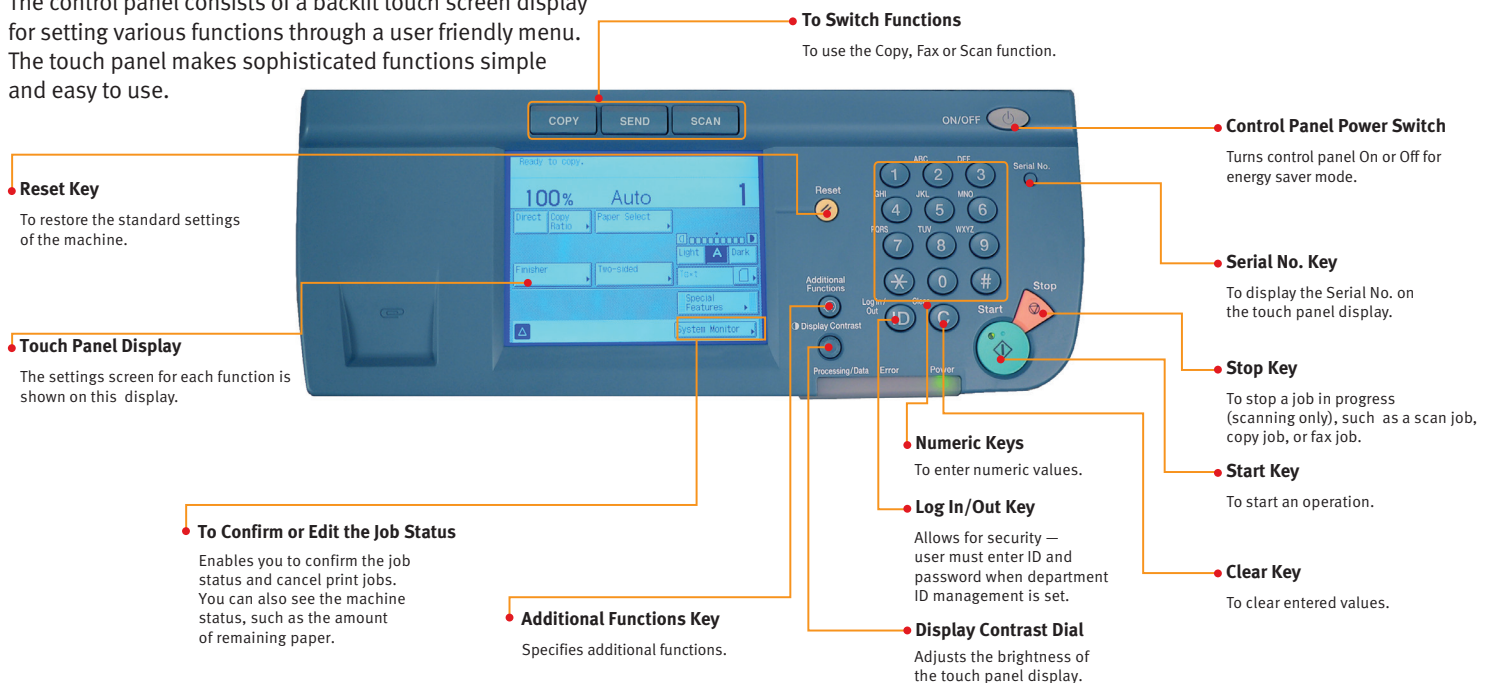 The control panel consists of a backlit touch screen display
for setting various functions through a user friendly menu.
The touch panel makes sophisticated functions simple
and easy to use.
To Switch Functions
To use the Copy, Fax or Scan function.
COPY
SEND
SCAN
ON/OFF
Control Panel Power Switch
Turns control panel On or Off for
energy saver mode.
Reset Key
To restore the standard settings
of the machine.
Ready to copy.
100% Auto 1
Direct
Copy
Ratio
Paper Select
Light A Dark
Finisher
Two-sided
Text
Special
Features
System Monitor
Reset
ABC DEF
1 2 3
GHI JKL MNO
4 5 6
PQRS TUV WXYZ
7 8 9
0 #
Serial No.
Additional
Functions
Log In/
Out
Clear
ID C
Start
Stop
Display Contrast
Processing/Data Error Power
Serial No. Key
To display the Serial No. on
the touch panel display.
Touch Panel Display
The settings screen for each function is
shown on this display.
Stop Key
To stop a job in progress
(scanning only), such as a scan job,
copy job, or fax job.
Numeric Keys
To enter numeric values.
Start Key
To start an operation.
Log In/Out Key
Allows for security —
user must enter ID and
password when department
ID management is set.
To Confirm or Edit the Job Status
Enables you to confirm the job
status and cancel print jobs.
You can also see the machine
status, such as the amount
of remaining paper.
Clear Key
To clear entered values.
Additional Functions Key
Specifies additional functions.
Display Contrast Dial
Adjusts the brightness of
the touch panel display.